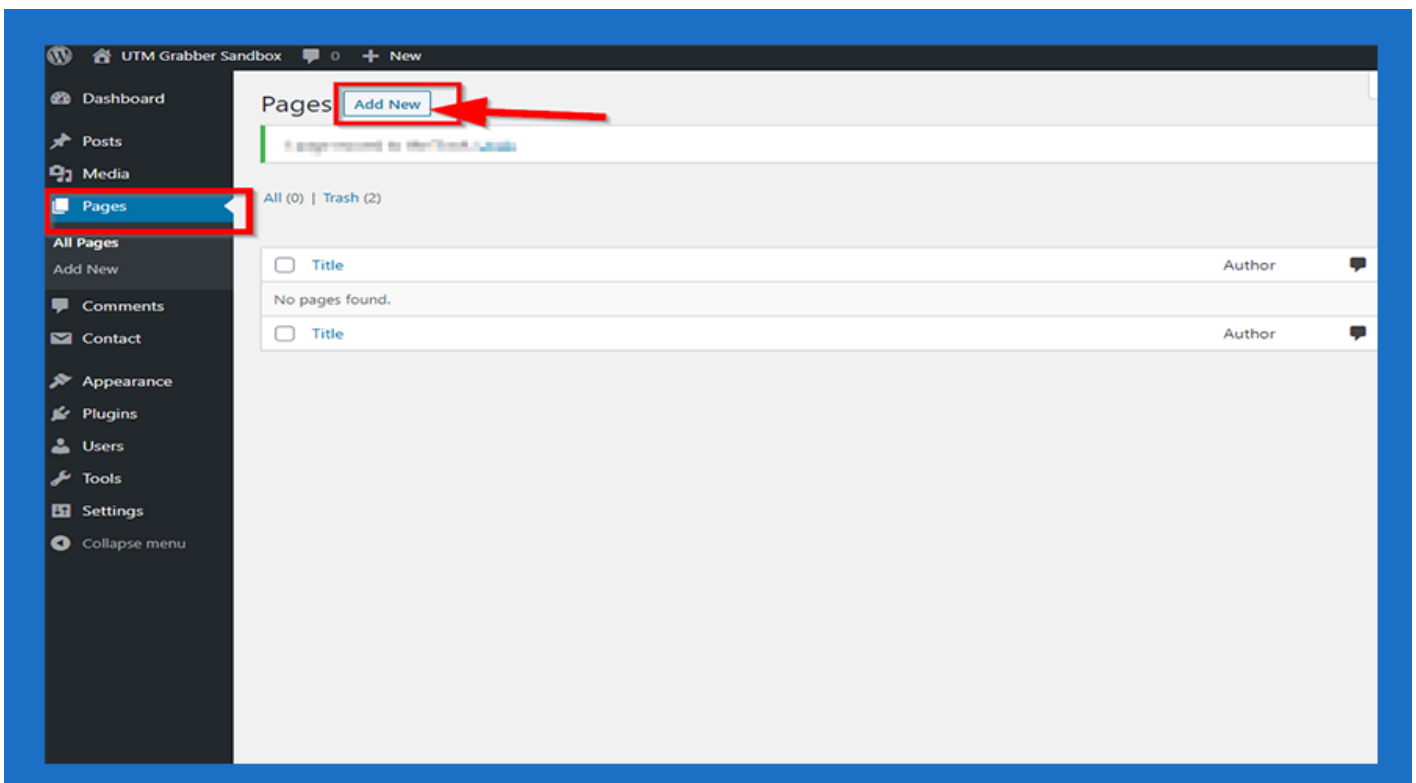 UTM Grabber Sandbox 0 + New
Dashboard
Posts
Media
Pages
All Pages
Add New
Comments
Contact
Appearance
Plugins
Users
Tools
Settings
Collapse menu
Pages Add New
All (0) | Trash (2)
Title Author
No pages found.
Title Author